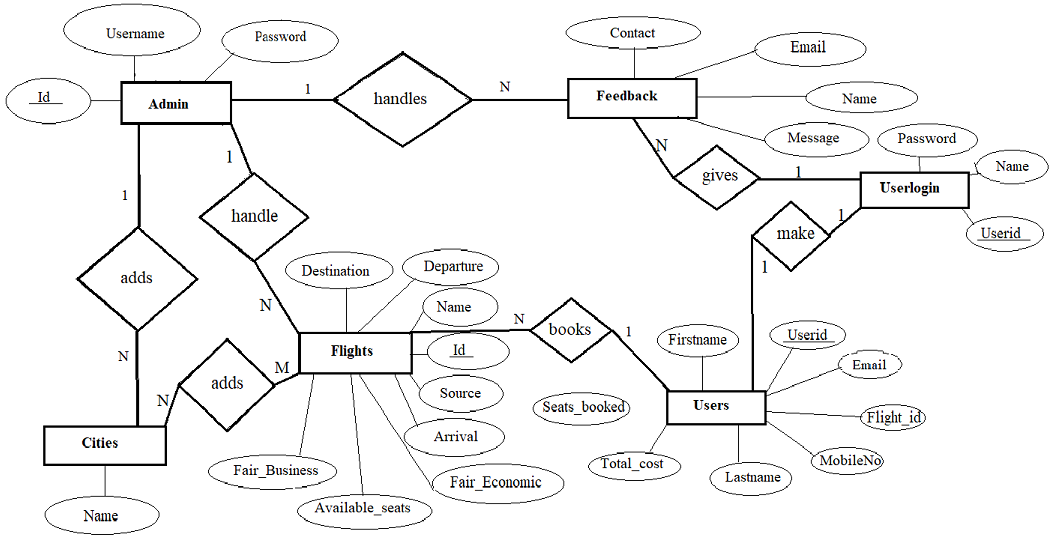 Username
Password
Contact
Email
Id
Admin
1
handles
N
Feedback
Name
Message
Password
1
N
gives
1
Userlogin
Name
1
handle
make
1
Userid
adds
Destination
Departure
1
N
Name
N
books
1
Firstname
Userid
N
adds
M
Flights
Id
Email
Source
Seats_booked
Users
Flight_id
N
Cities
Arrival
Fair_Business
Fair_Economic
Total_cost
Lastname
MobileNo
Name
Available_seats